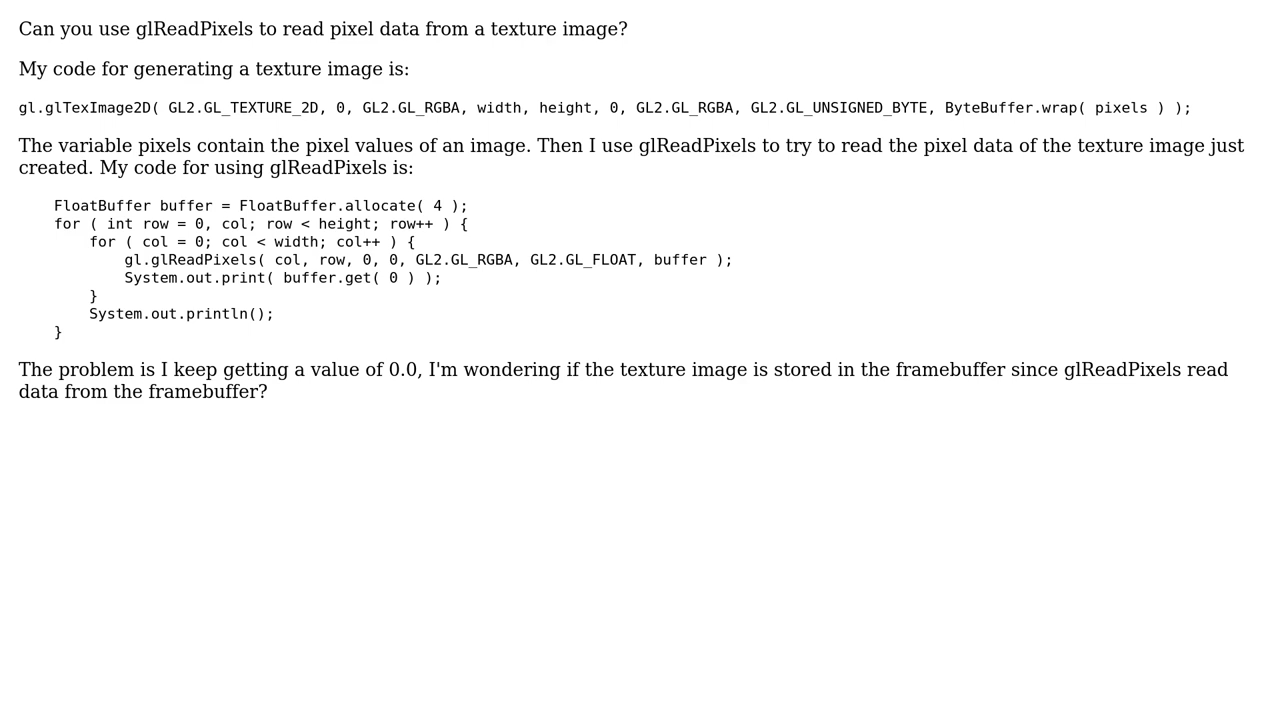 Can you use glReadPixels to read pixel data from a texture image?
My code for generating a texture image is:
gl.glTexImage2D( GL2.GL_TEXTURE_2D, 0, GL2.GL_RGBA, width, height, 0, GL2.GL_RGBA, GL2.GL_UNSIGNED_BYTE, ByteBuffer.wrap( pixels ) );
The variable pixels contain the pixel values of an image. Then I use glReadPixels to try to read the pixel data of the texture image just
created. My code for using glReadPixels is:
    FloatBuffer buffer = FloatBuffer.allocate( 4 );
    for ( int row = 0, col; row < height; row++ ) {
        for ( col = 0; col < width; col++ ) {
            gl.glReadPixels( col, row, 0, 0, GL2.GL_RGBA, GL2.GL_FLOAT, buffer );
            System.out.print( buffer.get( 0 ) );
        }
        System.out.println();
    }
The problem is I keep getting a value of 0.0, I'm wondering if the texture image is stored in the framebuffer since glReadPixels read
data from the framebuffer?